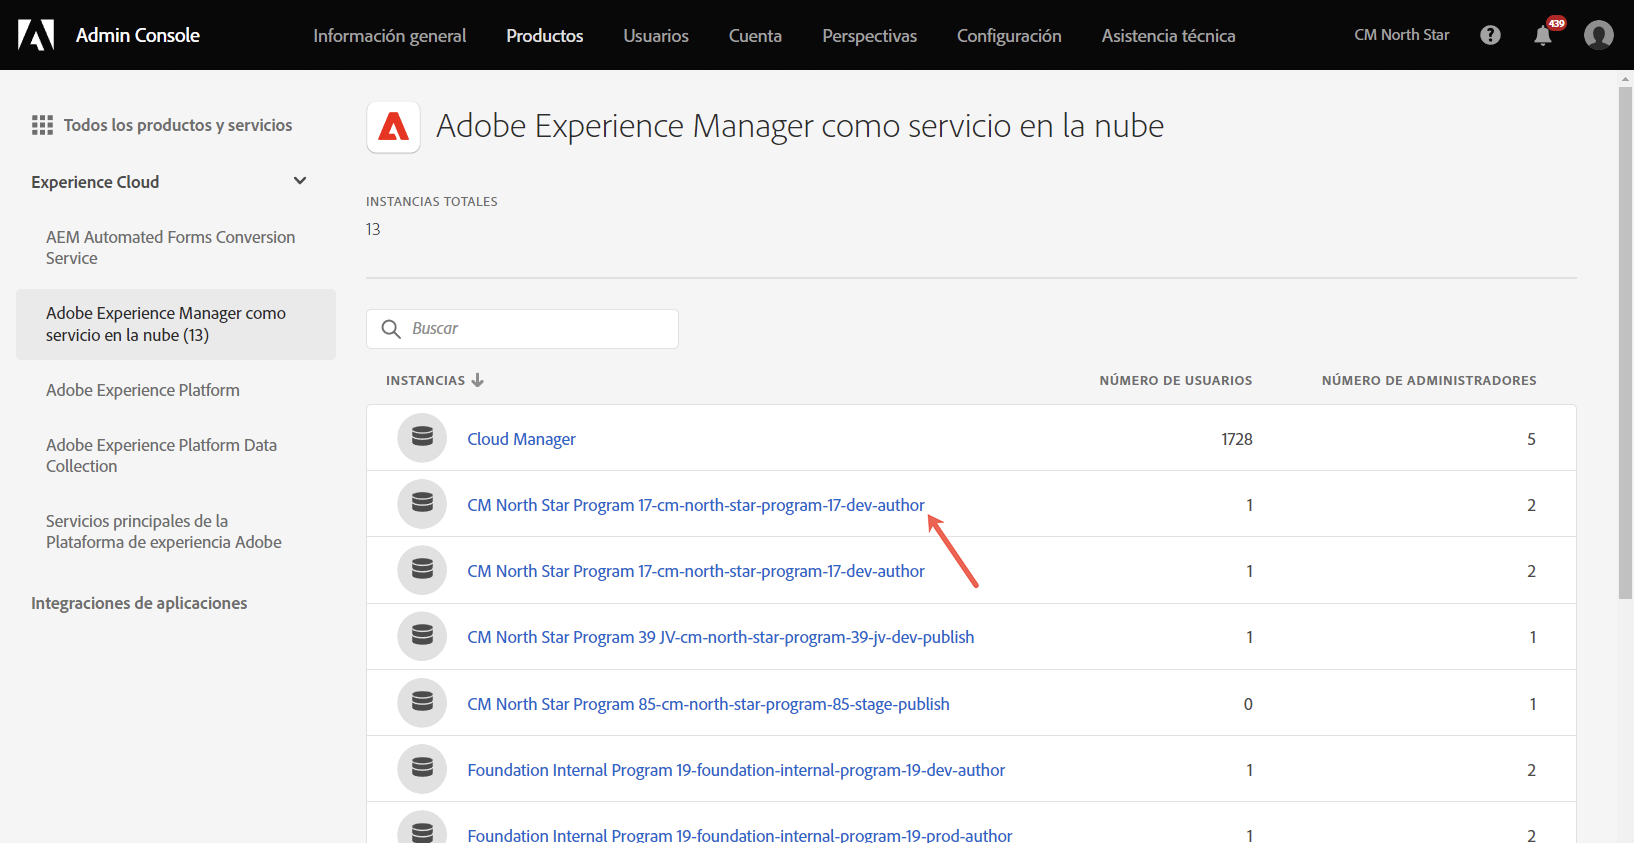 Admin Console
Información general
Productos
Usuarios
Cuenta
Perspectivas
Configuración
Asistencia técnica
CM North Star
439
Todos los productos y servicios
Experience Cloud
AEM Automated Forms Conversion
Service
Adobe Experience Manager como
servicio en la nube (13)
Adobe Experience Platform
Adobe Experience Platform Data
Collection
Servicios principales de la
Plataforma de experiencia Adobe
Integraciones de aplicaciones
Adobe Experience Manager como servicio en la nube
INSTANCIAS TOTALES
13
Buscar
INSTANCIAS NÚMERO DE USUARIOS NÚMERO DE ADMINISTRADORES
Cloud Manager 1728 5
CM North Star Program 17-cm-north-star-program-17-dev-author 1 2
CM North Star Program 17-cm-north-star-program-17-dev-author 1 2
CM North Star Program 39 JV-cm-north-star-program-39-jv-dev-publish 1 1
CM North Star Program 85-cm-north-star-program-85-stage-publish 0 1
Foundation Internal Program 19-foundation-internal-program-19-dev-author 1 2
Foundation Internal Program 19-foundation-internal-program-19-prod-author 1 2